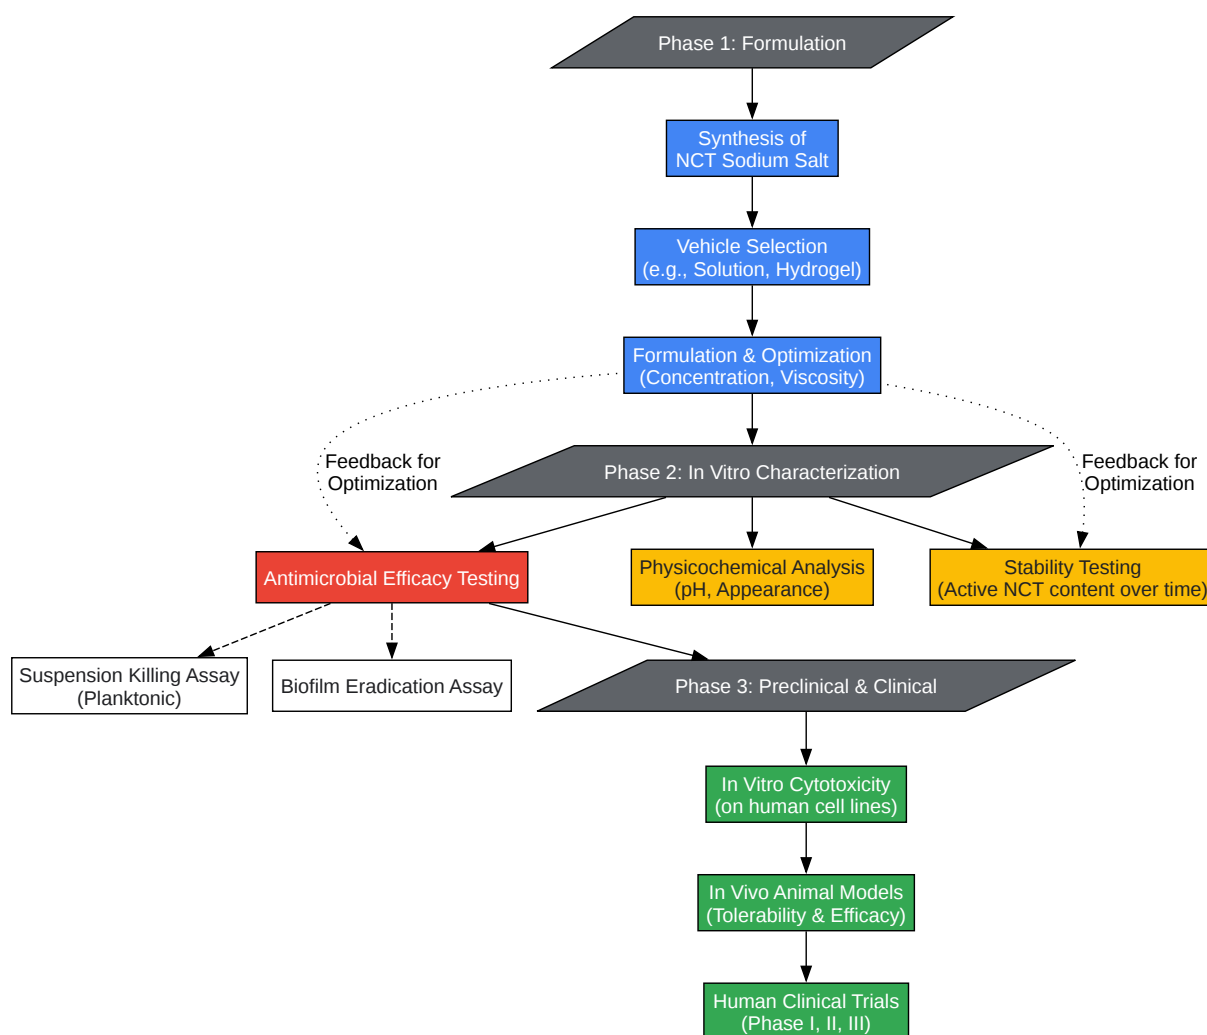 Phase 1: Formulation
Synthesis of
NCT Sodium Salt
Vehicle Selection
(e.g., Solution, Hydrogel)
Formulation & Optimization
(Concentration, Viscosity)
Feedback for
Optimization
Phase 2: In Vitro Characterization
Feedback for
Optimization
Antimicrobial Efficacy Testing
Physicochemical Analysis
(pH, Appearance)
Stability Testing
(Active NCT content over time)
Suspension Killing Assay
(Planktonic)
Biofilm Eradication Assay
Phase 3: Preclinical & Clinical
In Vitro Cytotoxicity
(on human cell lines)
In Vivo Animal Models
(Tolerability & Efficacy)
Human Clinical Trials
(Phase I, II, III)